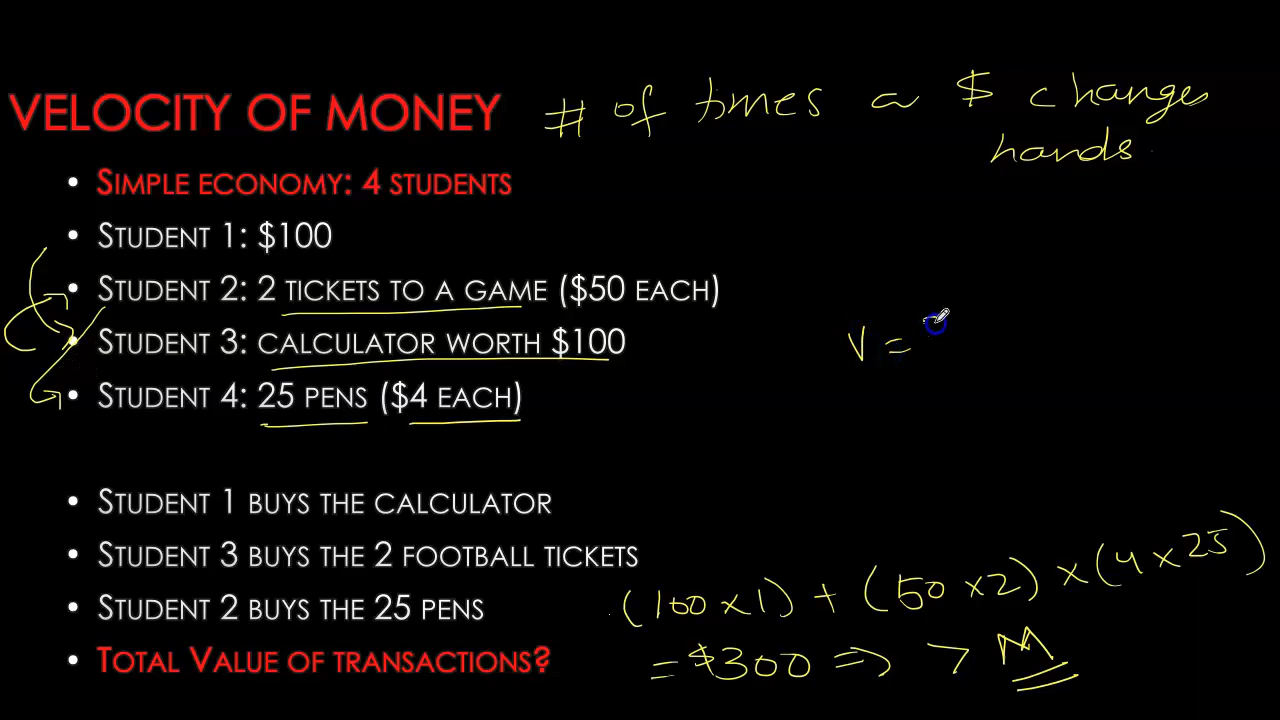 VELOCITY OF MONEY # of times a $ changes
hands
• SIMPLE ECONOMY: 4 STUDENTS
• STUDENT 1: $100
• STUDENT 2: 2 TICKETS TO A GAME ($50 EACH)
• STUDENT 3: CALCULATOR WORTH $100
V =
• STUDENT 4: 25 PENS ($4 EACH)
• STUDENT 1 BUYS THE CALCULATOR
• STUDENT 3 BUYS THE 2 FOOTBALL TICKETS
• STUDENT 2 BUYS THE 25 PENS
(100 x 1) + (50 x 2) x (4 x 25)
• TOTAL VALUE OF TRANSACTIONS?
= $300 => > M